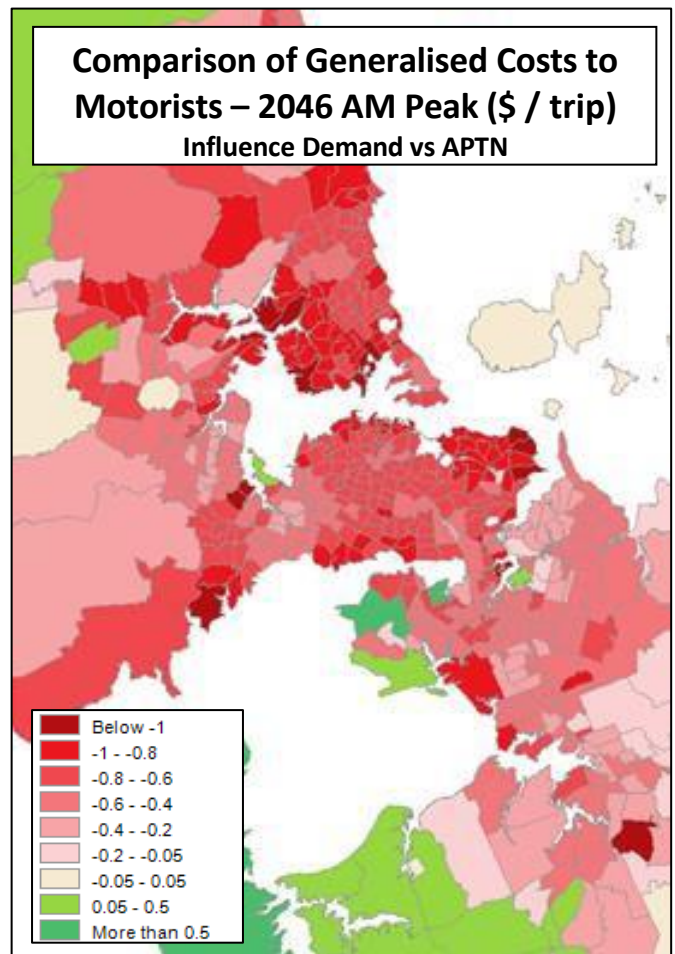 Comparison of Generalised Costs to
Motorists – 2046 AM Peak ($ / trip)
Influence Demand vs APTN
Below -1
-1 - -0.8
-0.8 - -0.6
-0.6 - -0.4
-0.4 - -0.2
-0.2 - -0.05
-0.05 - 0.05
0.05 - 0.5
More than 0.5